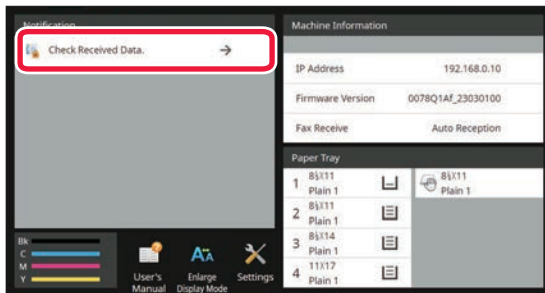 Notification
Check Received Data.
Machine Information
IP Address 192.168.0.10
Firmware Version 0078Q1Af_23030100
Fax Receive Auto Reception
Paper Tray
1 8½X11
Plain 1
2 8½X11
Plain 1
3 8½X14
Plain 1
4 11X17
Plain 1
8½X11
Plain 1
Bk
C
M
Y
User's
Manual
Enlarge
Display Mode
Settings